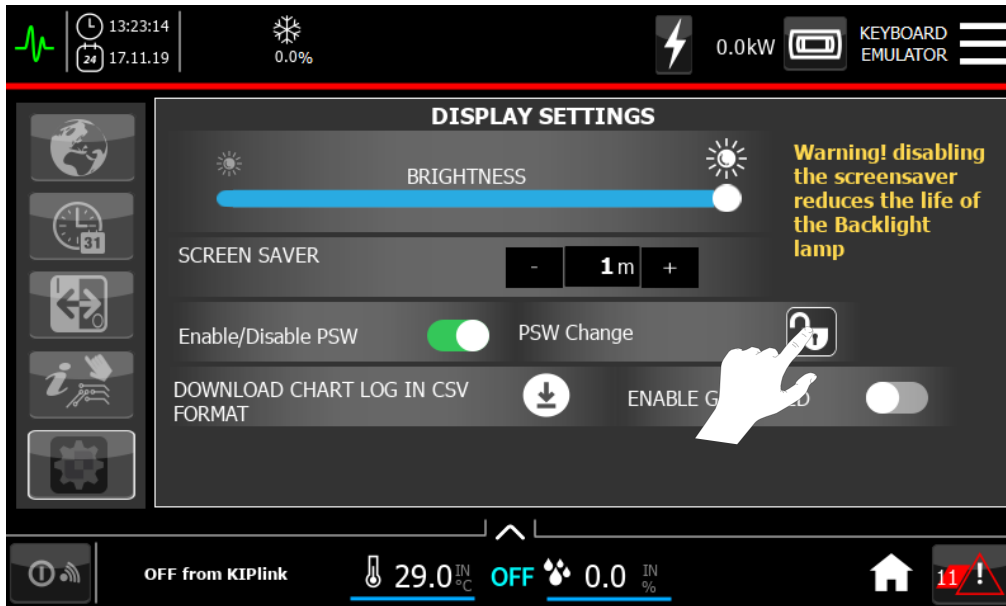 13:23:14
24 17.11.19
0.0%
0.0kW
KEYBOARD
EMULATOR
DISPLAY SETTINGS
BRIGHTNESS
Warning! disabling
the screensaver
reduces the life of
the Backlight
lamp
31
SCREEN SAVER
- 1 m +
I
O
Enable/Disable PSW
PSW Change
i
DOWNLOAD CHART LOG IN CSV
FORMAT
ENABLE
OFF from KIPlink
29.0 IN
°C
OFF
0.0 IN
%
11 !